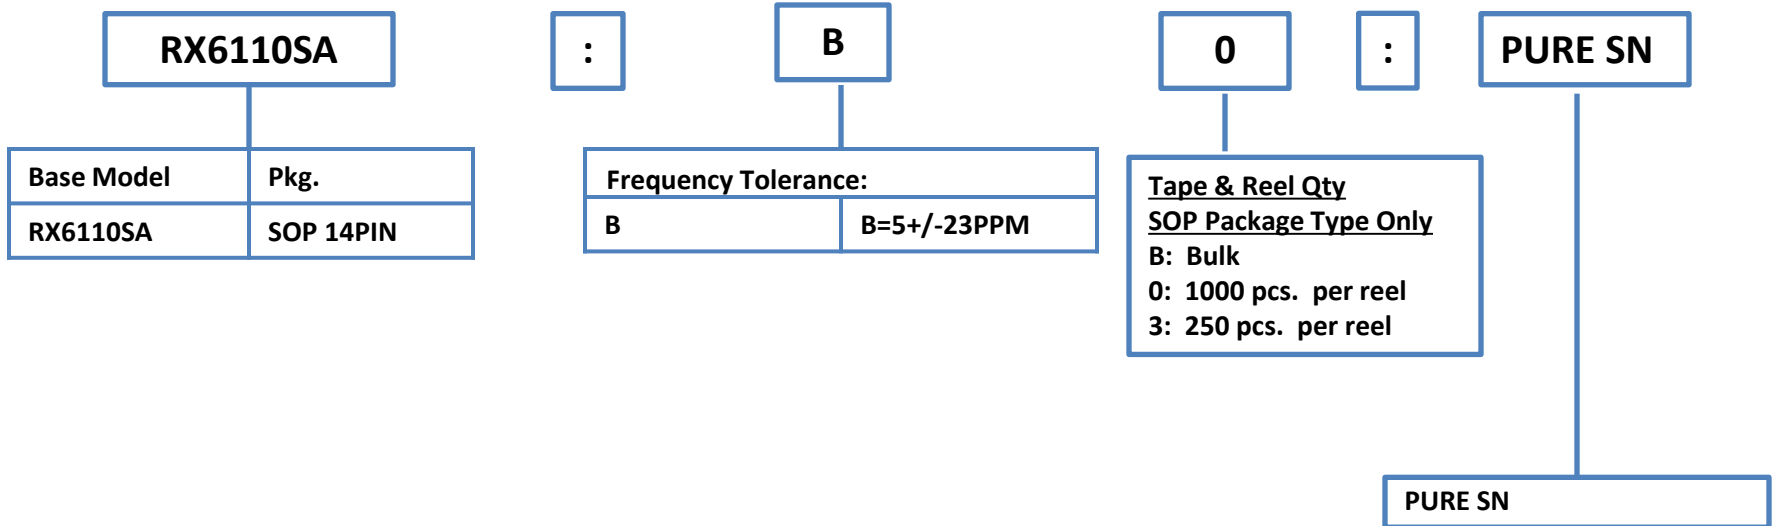 RX6110SA : B 0 : PURE SN
Base Model Pkg.
RX6110SA SOP 14PIN
Frequency Tolerance:
B B=5+/-23PPM
Tape & Reel Qty
SOP Package Type Only
B: Bulk
0: 1000 pcs. per reel
3: 250 pcs. per reel
PURE SN